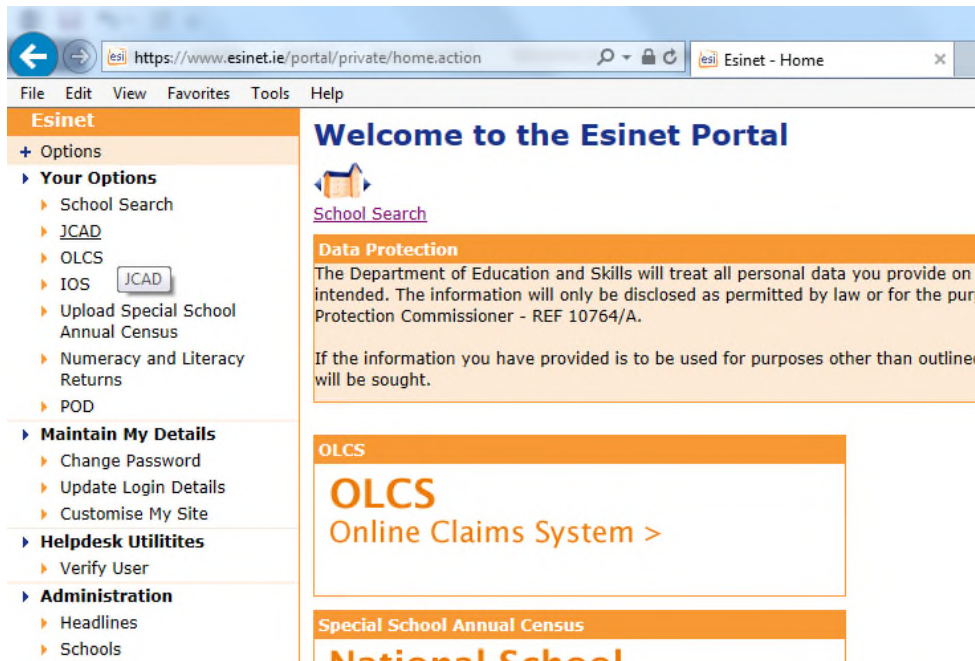 https://www.esinet.ie/portal/private/home.action
esi Esinet - Home
File Edit View Favorites Tools Help
Esinet
+ Options
Your Options
School Search
JCAD
OLCS
IOS
JCAD
Upload Special School
Annual Census
Numeracy and Literacy
Returns
POD
Maintain My Details
Change Password
Update Login Details
Customise My Site
Helpdesk Utilitites
Verify User
Administration
Headlines
Schools
Welcome to the Esinet Portal
School Search
Data Protection
The Department of Education and Skills will treat all personal data you provide on
intended. The information will only be disclosed as permitted by law or for the pur
Protection Commissioner - REF 10764/A.
If the information you have provided is to be used for purposes other than outline
will be sought.
OLCS
OLCS
Online Claims System >
Special School Annual Census
National School